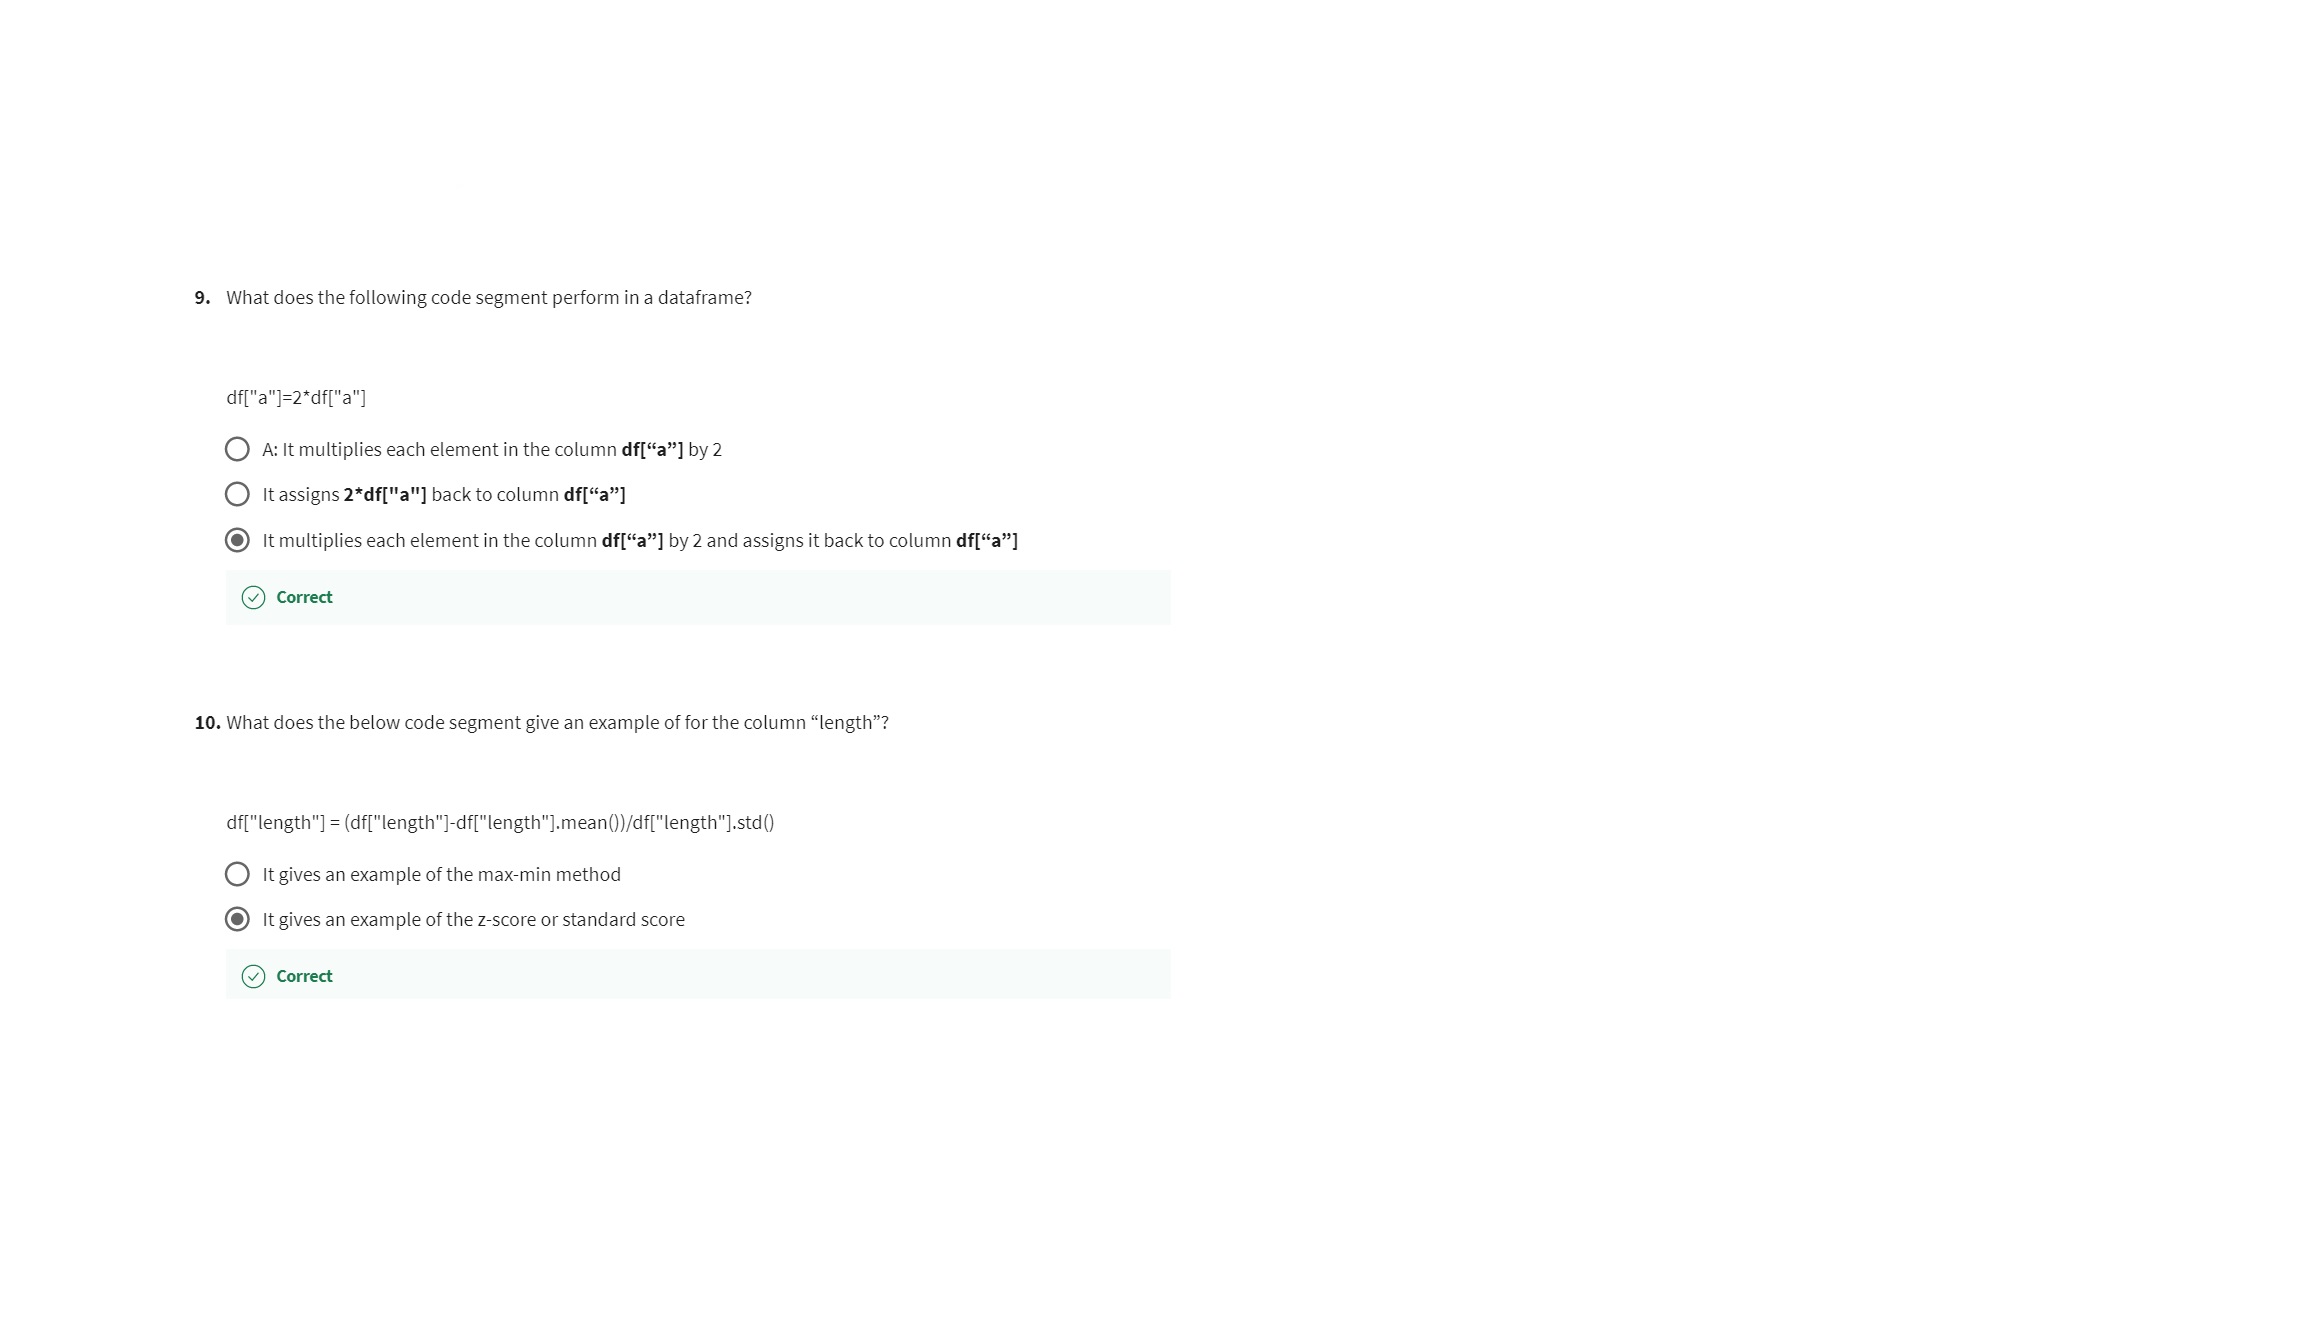 9. What does the following code segment perform in a dataframe?
df["a"]=2*df["a"]
A: It multiplies each element in the column df[“a”] by 2
It assigns 2*df["a"] back to column df[“a”]
It multiplies each element in the column df[“a”] by 2 and assigns it back to column df[“a”]
Correct
10. What does the below code segment give an example of for the column “length”?
df["length"] = (df["length"]-df["length"].mean())/df["length"].std()
It gives an example of the max-min method
It gives an example of the z-score or standard score
Correct